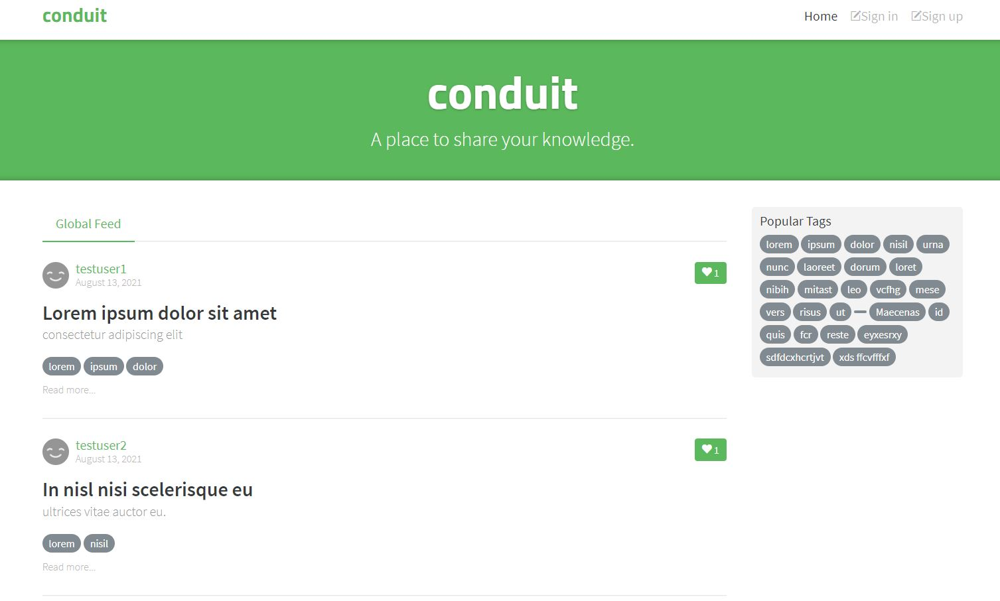 conduit
Home Sign in Sign up
conduit
A place to share your knowledge.
Global Feed
testuser1
August 13, 2021
1
Lorem ipsum dolor sit amet
consectetur adipiscing elit
lorem ipsum dolor
Read more...
testuser2
August 13, 2021
1
In nisl nisi scelerisque eu
ultrices vitae auctor eu.
lorem nisil
Read more...
Popular Tags
lorem ipsum dolor nisil urna
nunc laoreet dorum loret
nibih mitast leo vcfhg mese
vers risus ut Maecenas id
quis fcr reste eyxesrxy
sdfdcxhcrtjvt xds ffcvfffxf